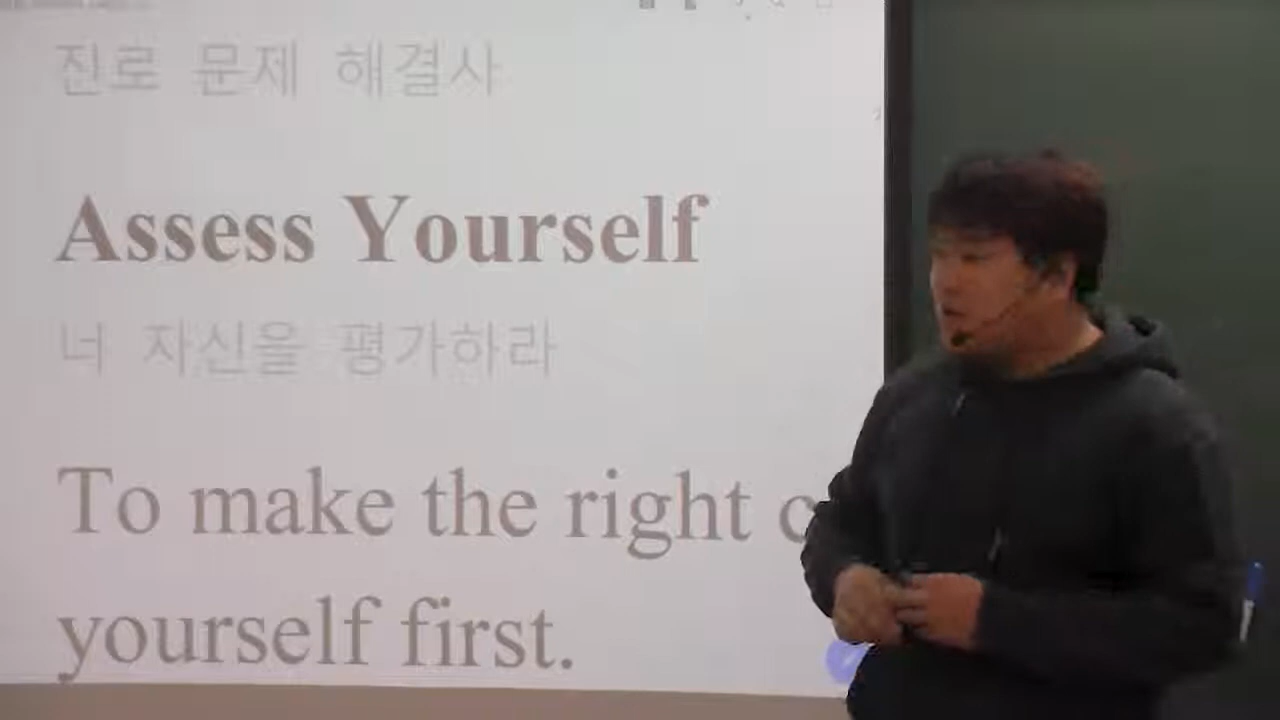 진로 문제 해결사
Assess Yourself
너 자신을 평가하라
To make the right
yourself first.